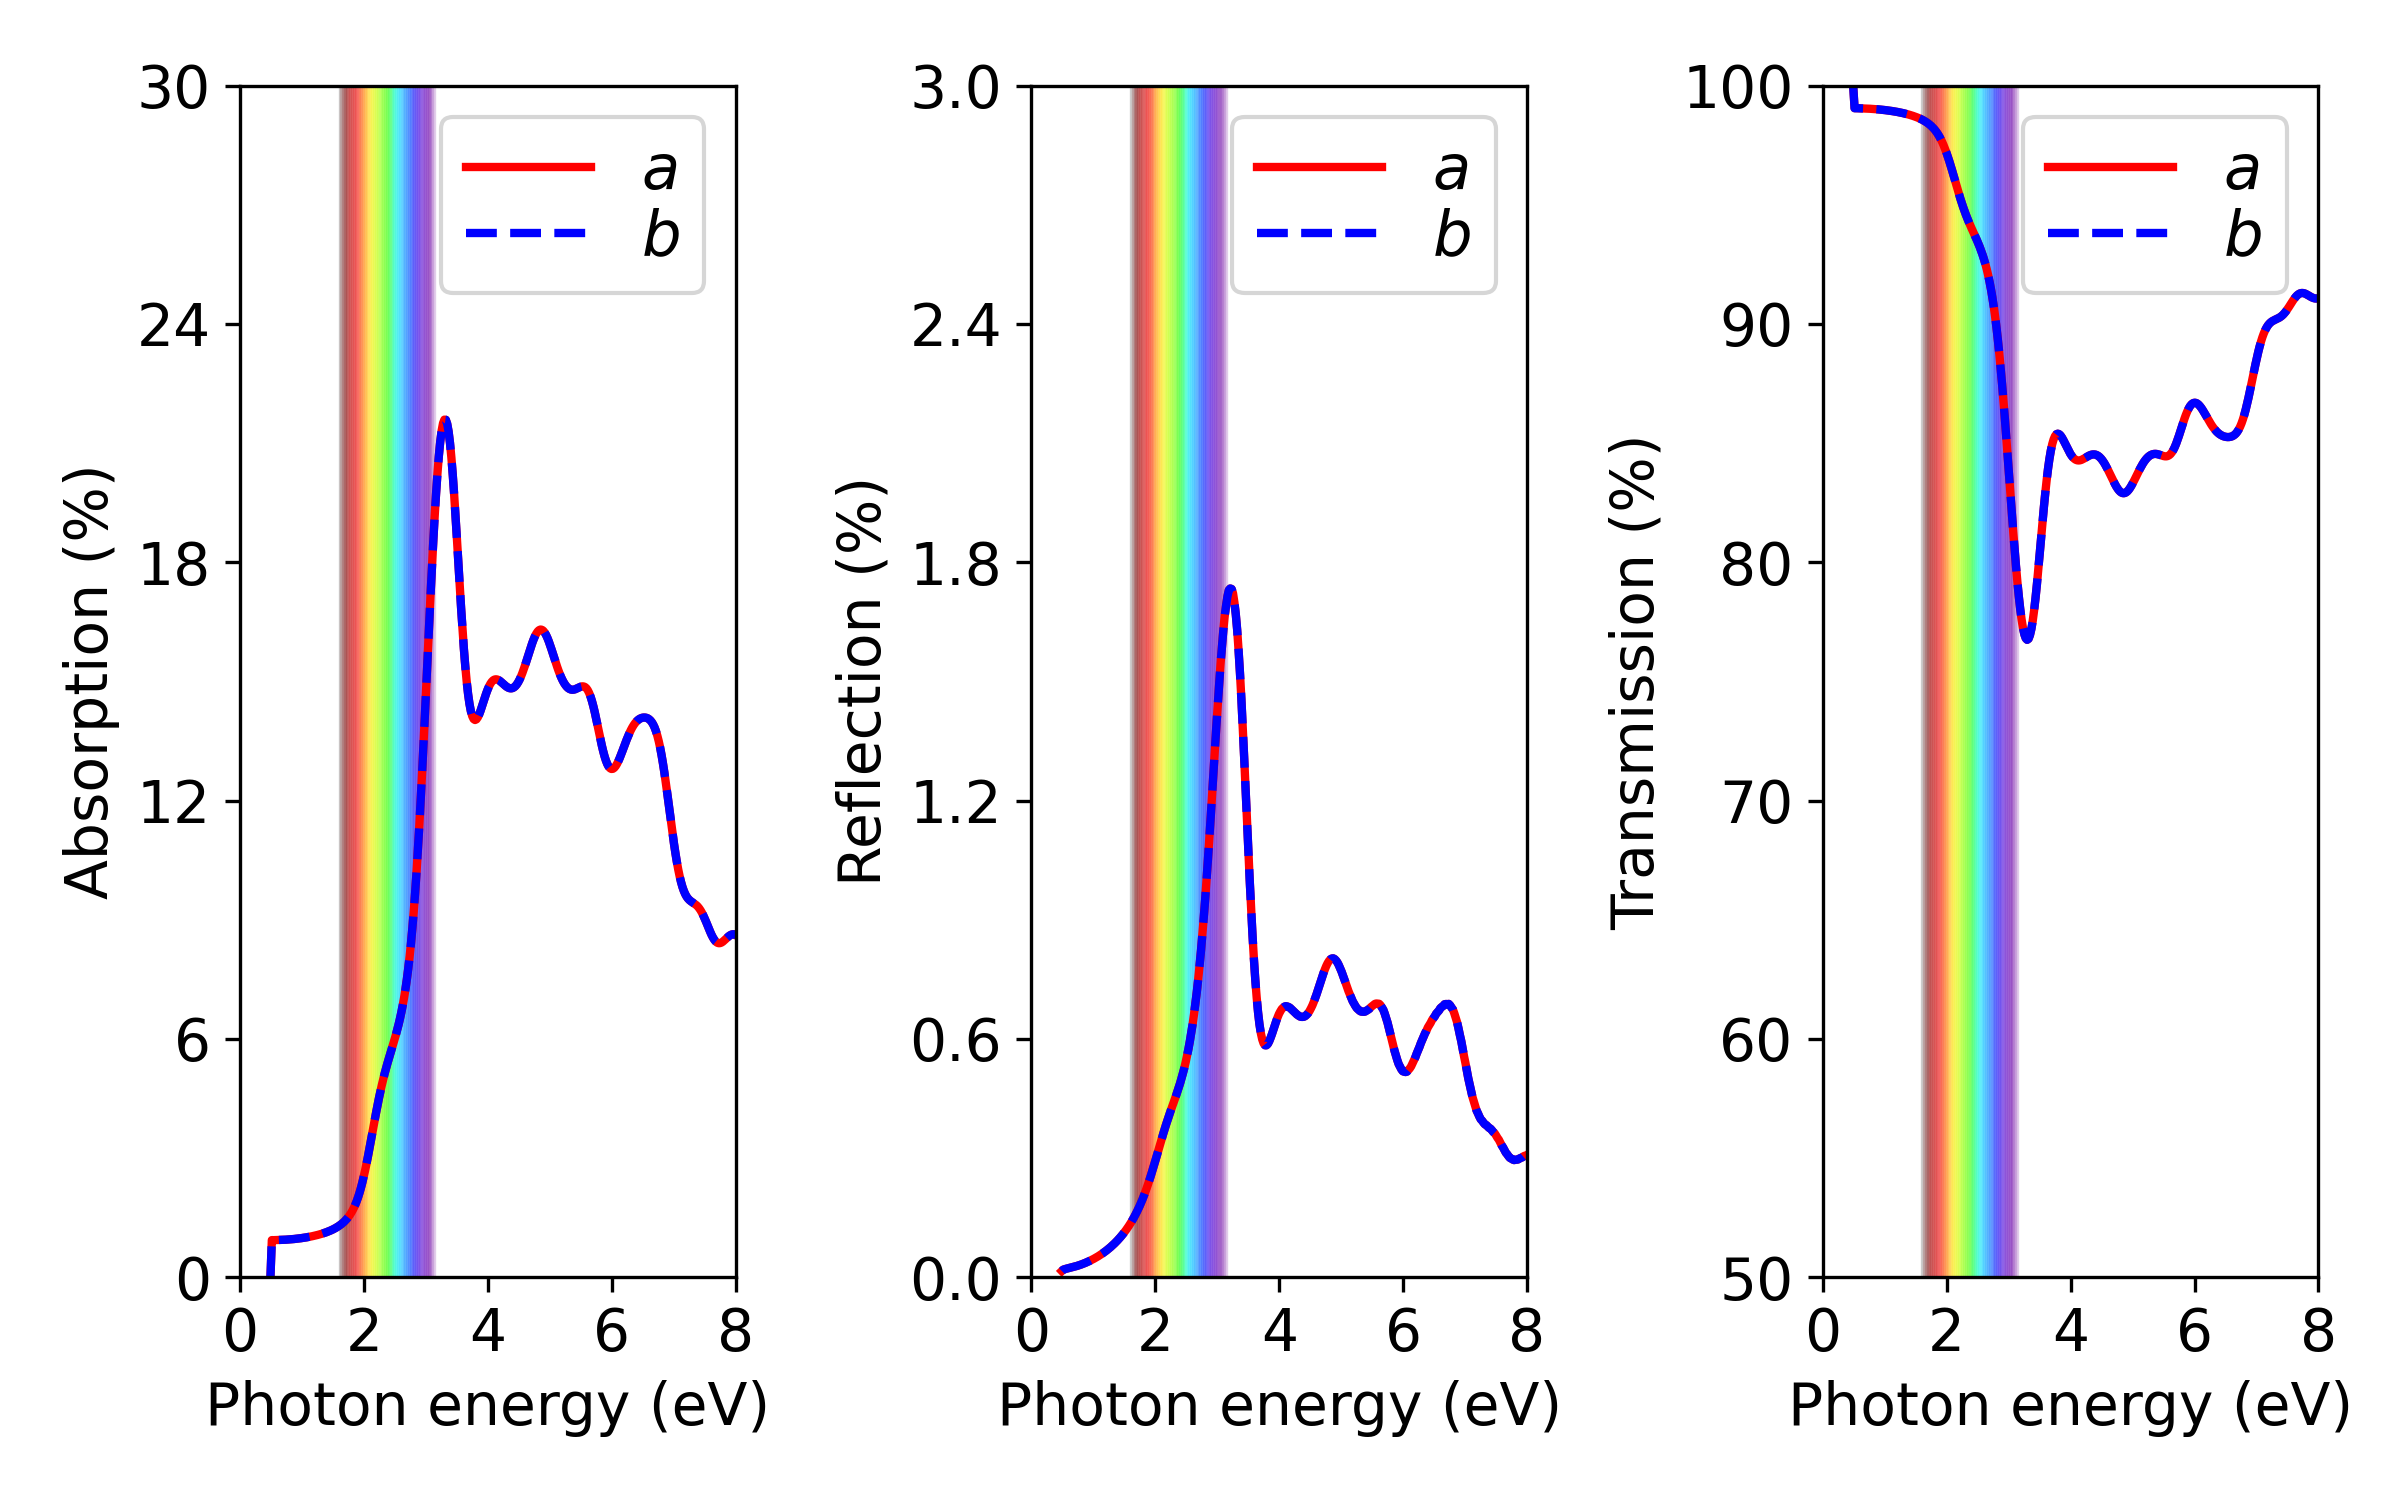 30
24
18
12
6
0
0 2 4 6 8
Absorption (%)
Photon energy (eV)
a
b
3.0
2.4
1.8
1.2
0.6
0.0
0 2 4 6 8
Reflection (%)
Photon energy (eV)
a
b
100
90
80
70
60
50
0 2 4 6 8
Transmission (%)
Photon energy (eV)
a
b